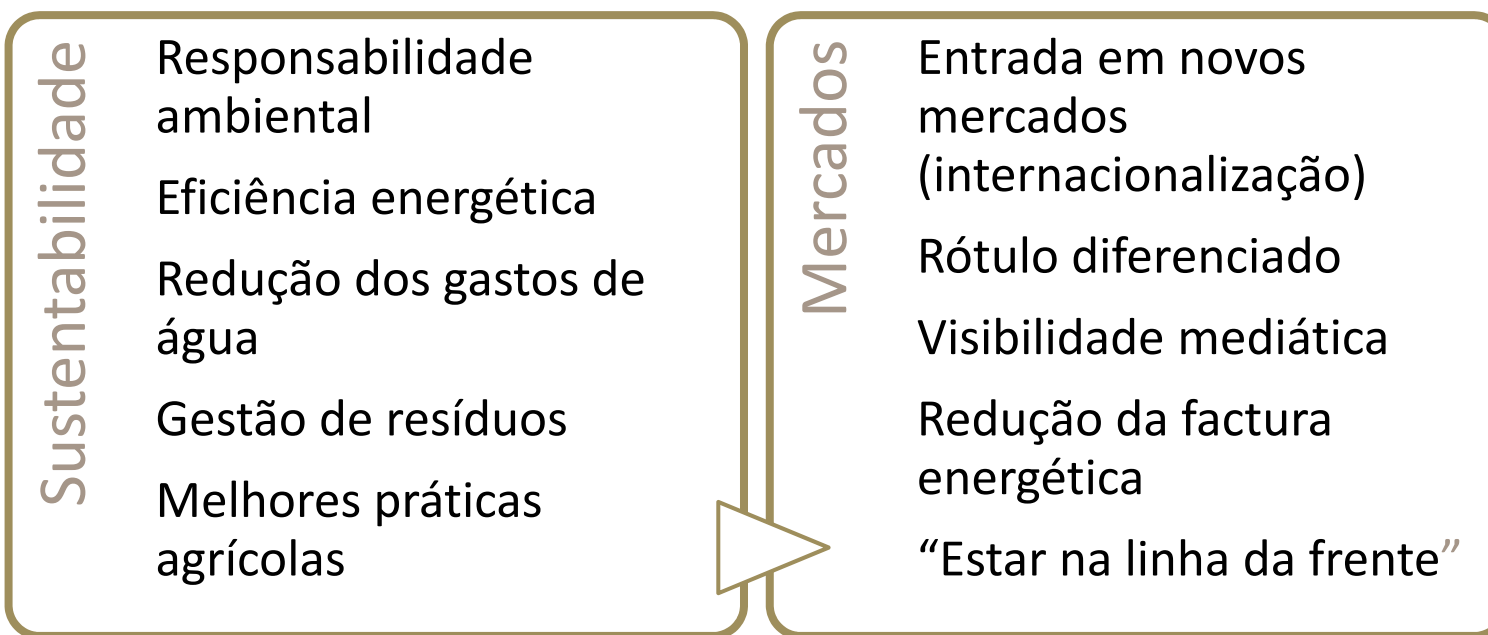 Sustentabilidade
Responsabilidade
ambiental
Eficiência energética
Redução dos gastos de
água
Gestão de resíduos
Melhores práticas
agrícolas
Mercados
Entrada em novos
mercados
(internacionalização)
Rótulo diferenciado
Visibilidade mediática
Redução da factura
energética
“Estar na linha da frente”